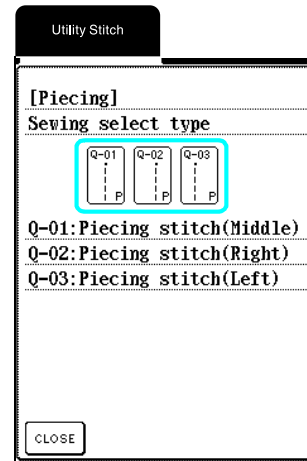 Utility Stitch
[Piecing]
Sewing select type
Q-01 Q-02 Q-03
P P P
Q-01:Piecing stitch(Middle)
Q-02:Piecing stitch(Right)
Q-03:Piecing stitch(Left)
CLOSE